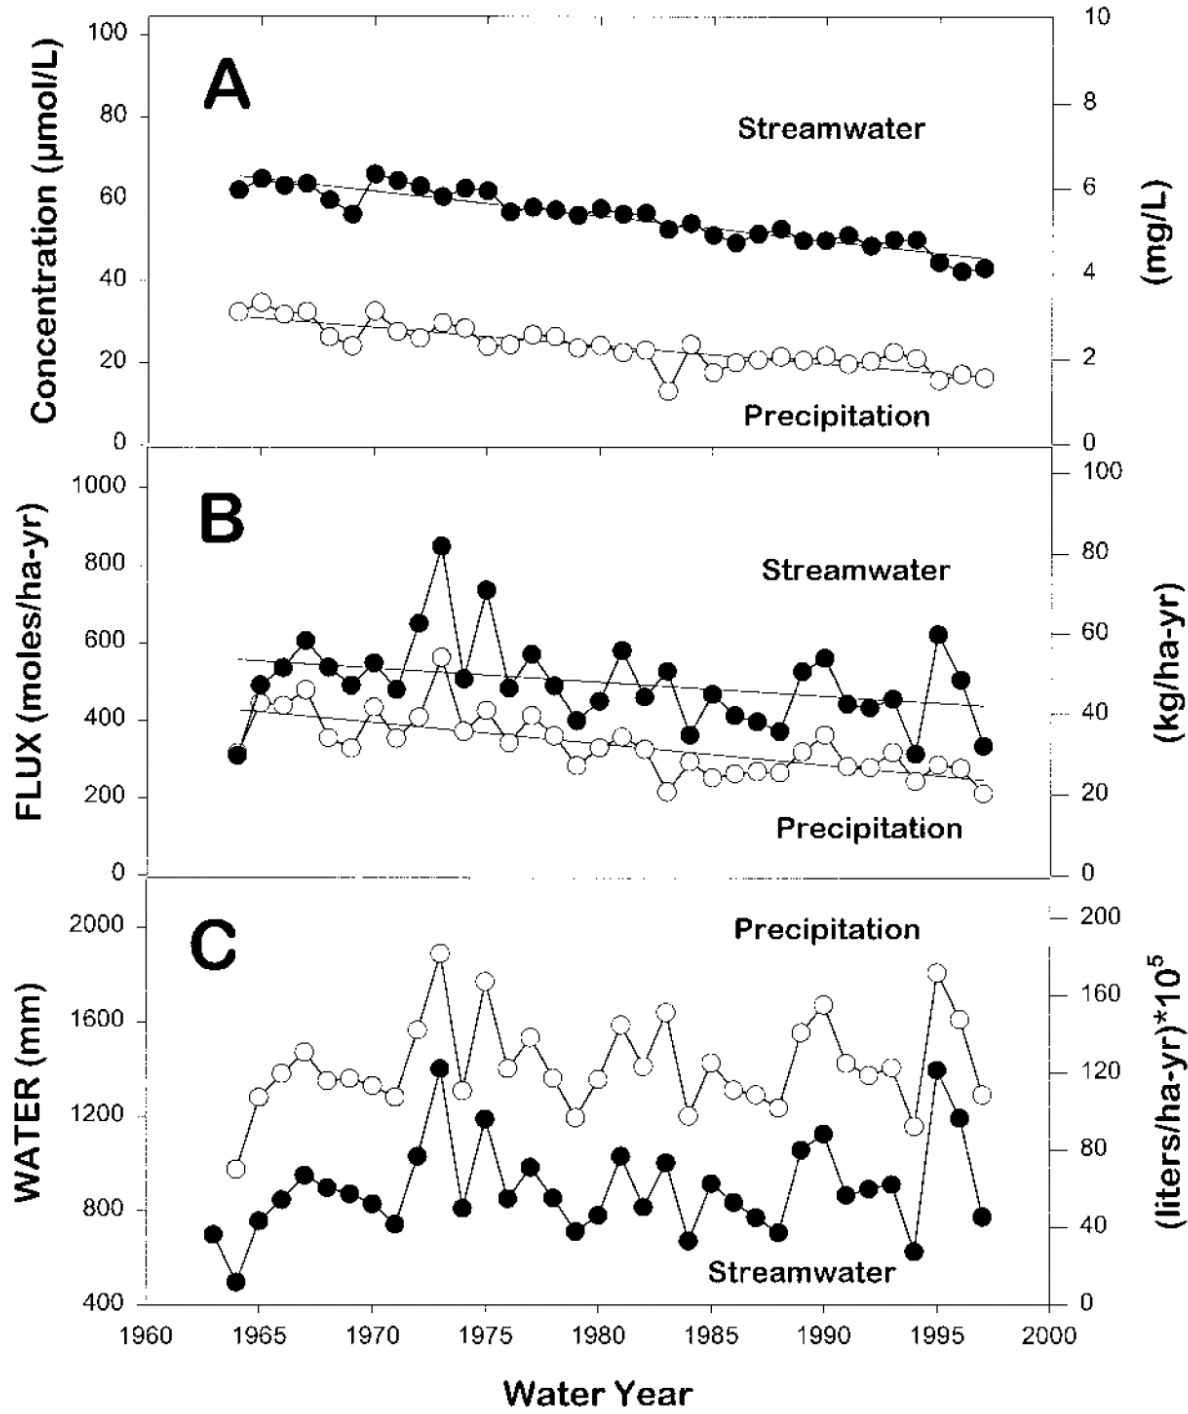 A
Concentration (µmol/L)
100
80
60
40
20
0
10
8
6
4
2
0
(mg/L)
Streamwater
Precipitation
B
FLUX (moles/ha-yr)
1000
800
600
400
200
0
100
80
60
40
20
0
(kg/ha-yr)
Streamwater
Precipitation
C
WATER (mm)
2000
1600
1200
800
400
200
160
120
80
40
0
(liters/ha-yr)*10⁵
Precipitation
Streamwater
1960 1965 1970 1975 1980 1985 1990 1995 2000
Water Year